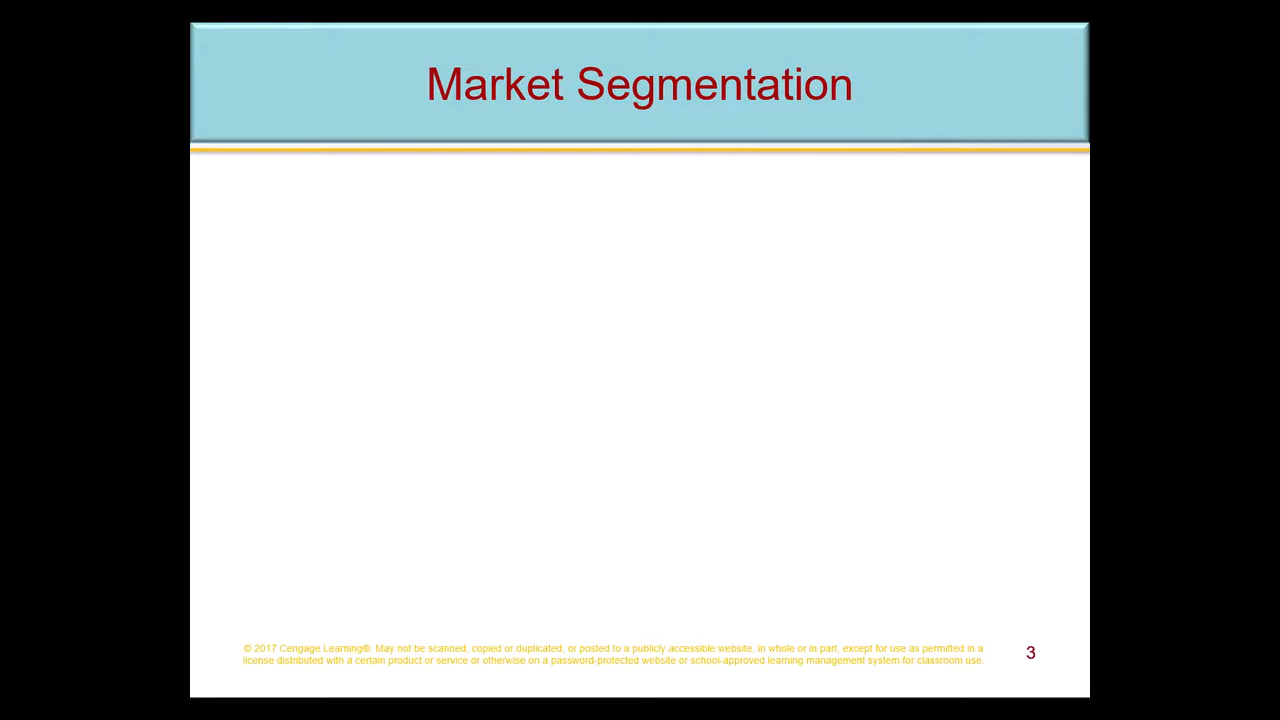 Market Segmentation
© 2017 Cengage Learning®. May not be scanned, copied or duplicated, or posted to a publicly accessible website, in whole or in part, except for use as permitted in a
license distributed with a certain product or service or otherwise on a password-protected website or school-approved learning management system for classroom use.
3